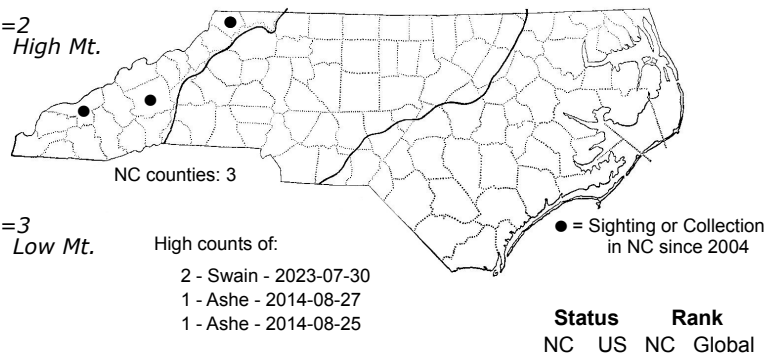 =2
High Mt.
NC counties: 3
=3
Low Mt.
High counts of:
2 - Swain - 2023-07-30
1 - Ashe - 2014-08-27
1 - Ashe - 2014-08-25
● = Sighting or Collection
in NC since 2004
Status Rank
NC US NC Global